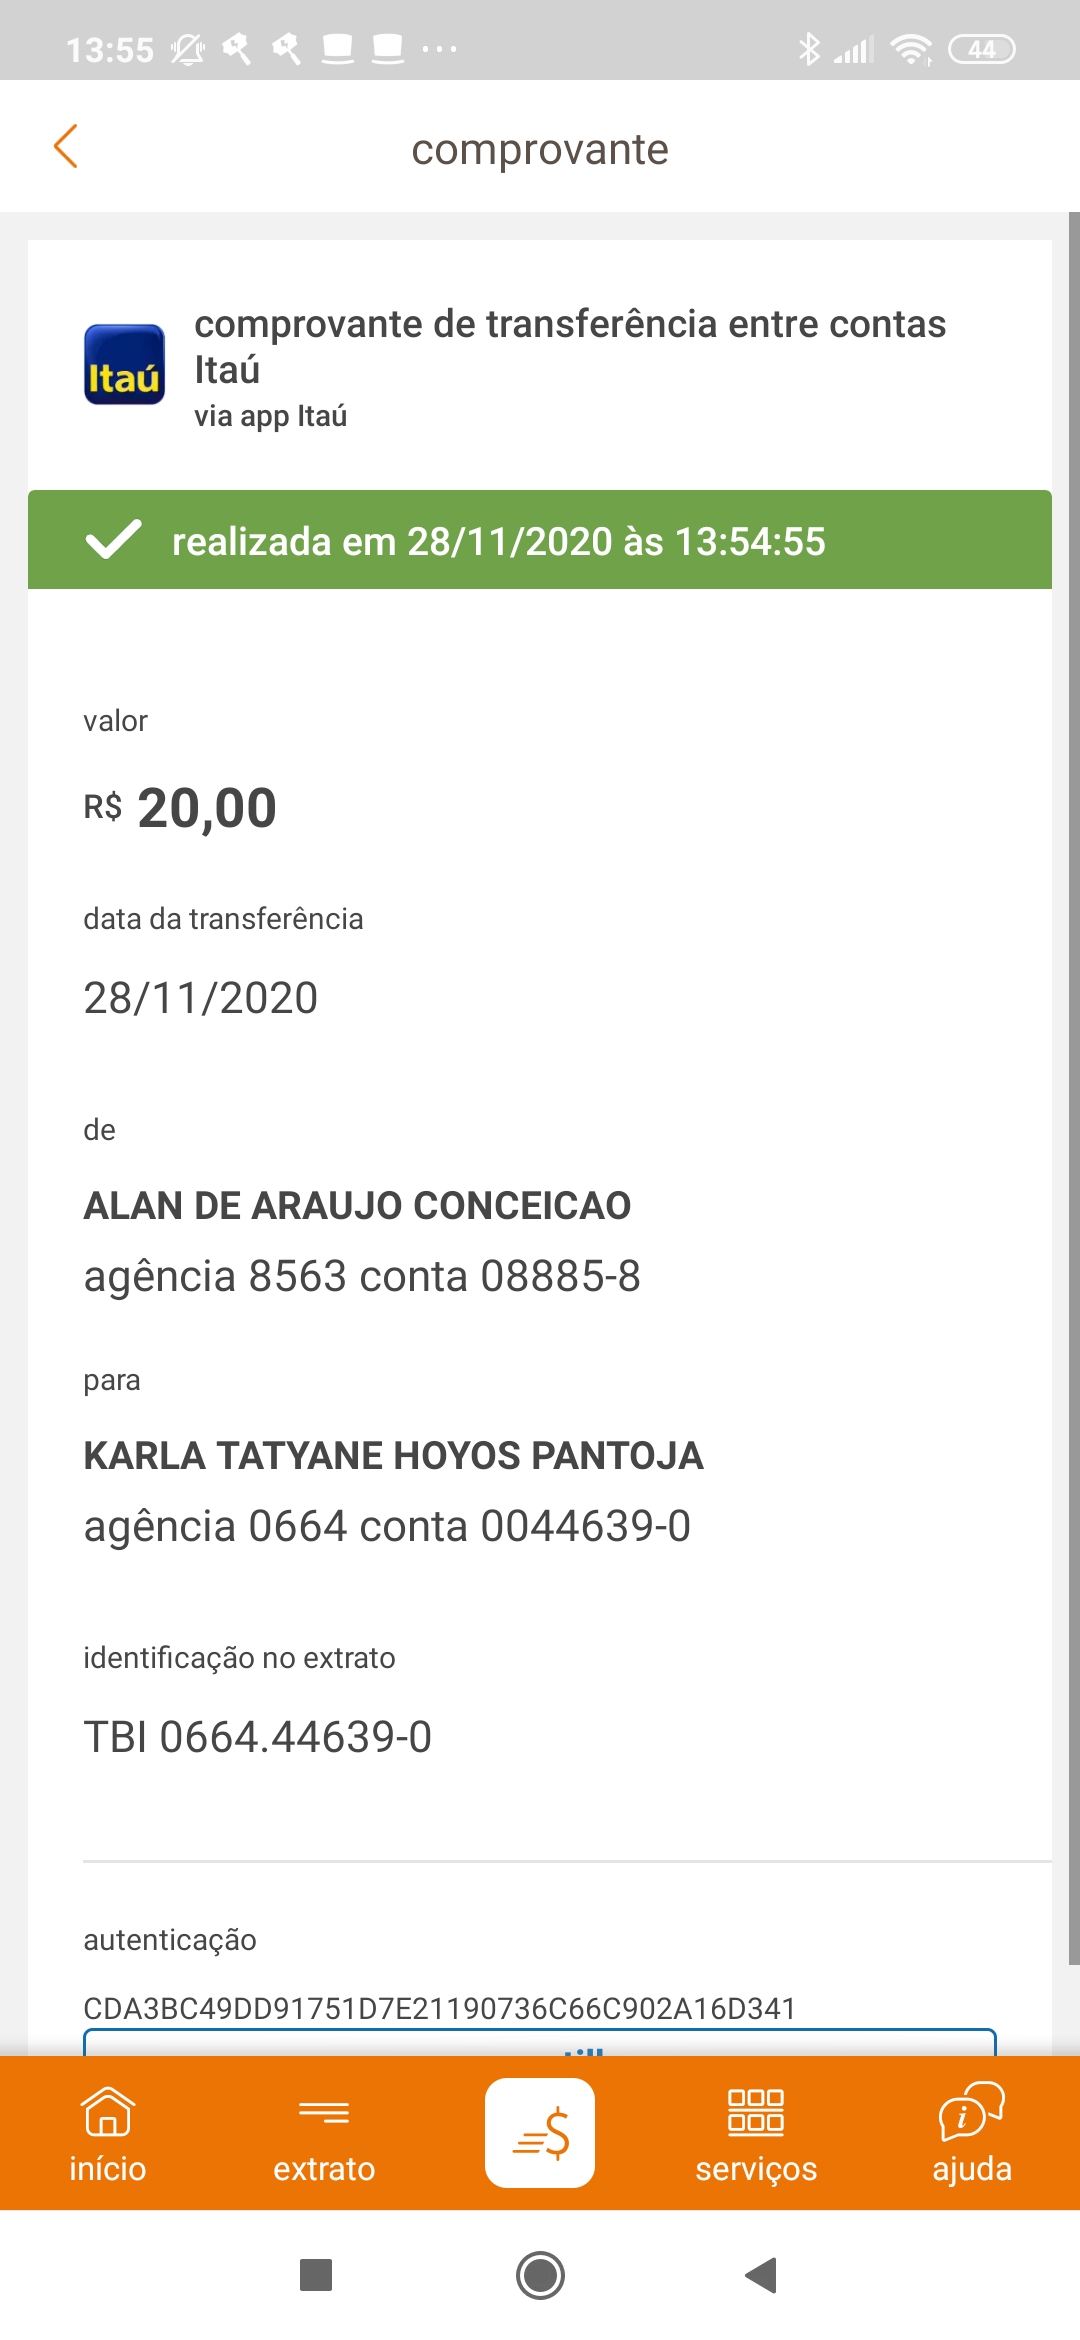 13:55
44
comprovante
Itaú
comprovante de transferência entre contas
Itaú
via app Itaú
realizada em 28/11/2020 às 13:54:55
valor
R$ 20,00
data da transferência
28/11/2020
de
ALAN DE ARAUJO CONCEICAO
agência 8563 conta 08885-8
para
KARLA TATYANE HOYOS PANTOJA
agência 0664 conta 0044639-0
identificação no extrato
TBI 0664.44639-0
autenticação
CDA3BC49DD91751D7E21190736C66C902A16D341
início
extrato
serviços
ajuda